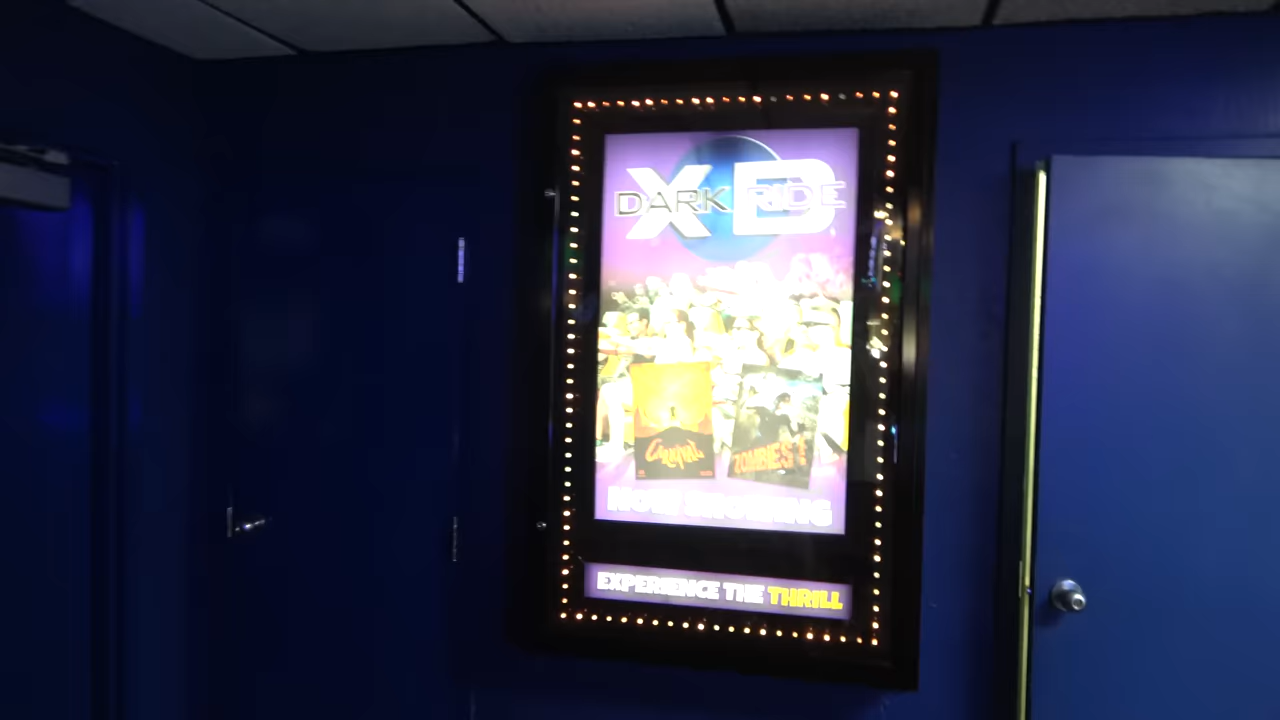 XD
DARK RIDE
CARNIVAL
ZOMBIES!
NOW SHOWING
EXPERIENCE THE THRILL